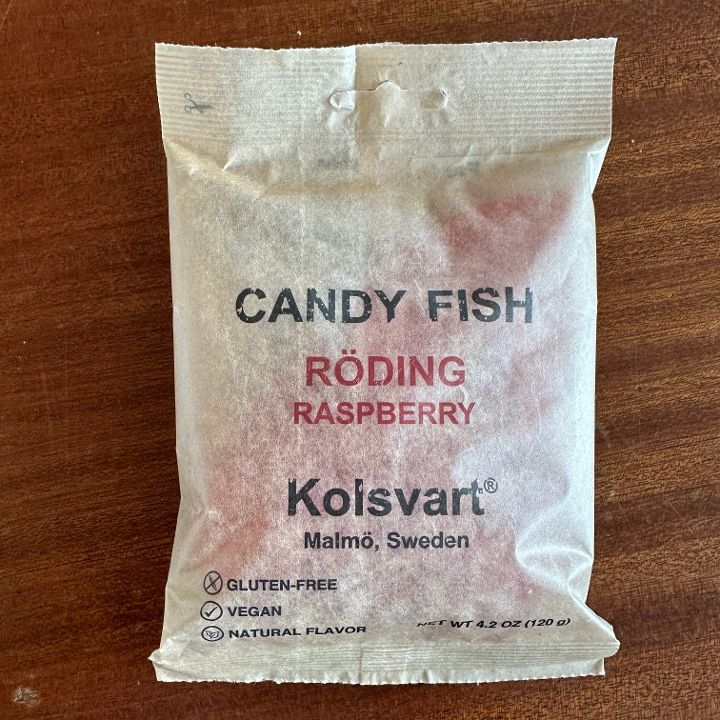 CANDY FISH
RÖDING
RASPBERRY
Kolsvart®
Malmö, Sweden
GLUTEN-FREE
VEGAN
NATURAL FLAVOR
NET WT 4.2 OZ (120 g)